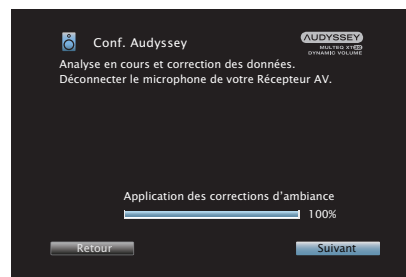 Conf. Audyssey
AUDYSSEY
MULTEQ XT32
DYNAMIC VOLUME
Analyse en cours et correction des données.
Déconnecter le microphone de votre Récepteur AV.
Application des corrections d’ambiance
100%
Retour
Suivant